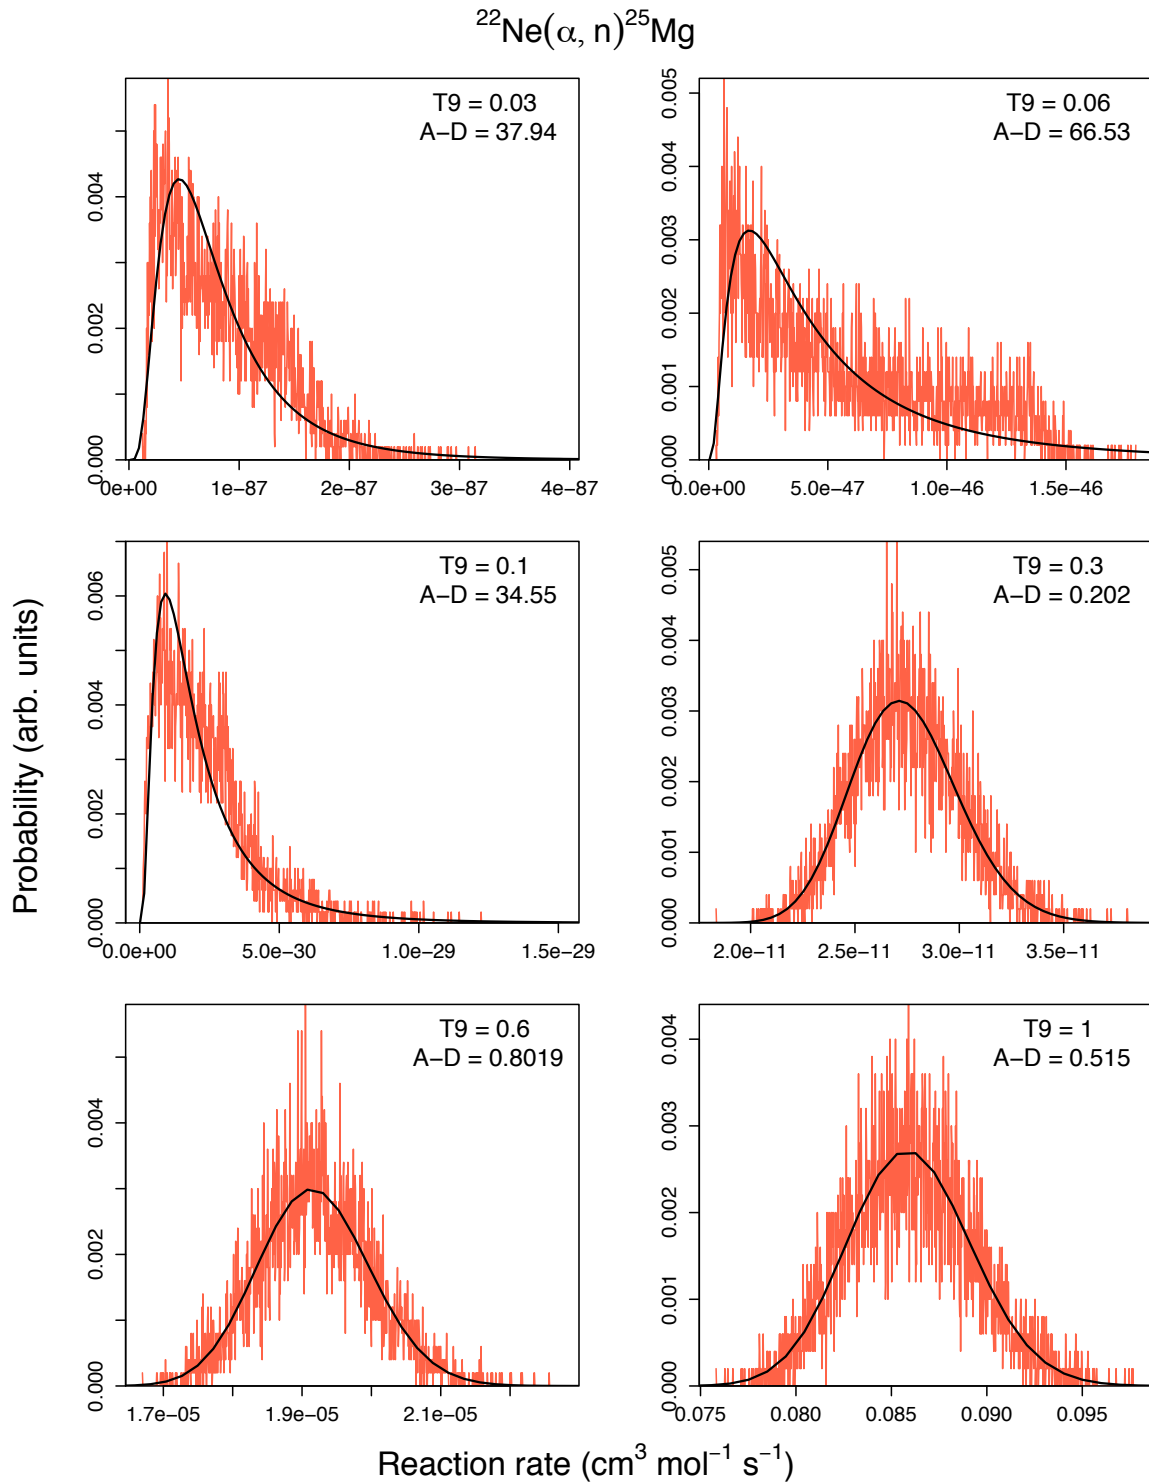 ²²Ne(α, n)²⁵Mg
Probability (arb. units)
T9 = 0.03
A−D = 37.94
0.000
0.002
0.004
0e+00 1e−87 2e−87 3e−87 4e−87
T9 = 0.06
A−D = 66.53
0.000
0.001
0.002
0.003
0.004
0.005
0.0e+00 5.0e−47 1.0e−46 1.5e−46
T9 = 0.1
A−D = 34.55
0.000
0.002
0.004
0.006
0.0e+00 5.0e−30 1.0e−29 1.5e−29
T9 = 0.3
A−D = 0.202
0.000
0.001
0.002
0.003
0.004
0.005
2.0e−11 2.5e−11 3.0e−11 3.5e−11
T9 = 0.6
A−D = 0.8019
0.000
0.002
0.004
1.7e−05 1.9e−05 2.1e−05
T9 = 1
A−D = 0.515
0.000
0.001
0.002
0.003
0.004
0.075 0.080 0.085 0.090 0.095
Reaction rate (cm³ mol⁻¹ s⁻¹)